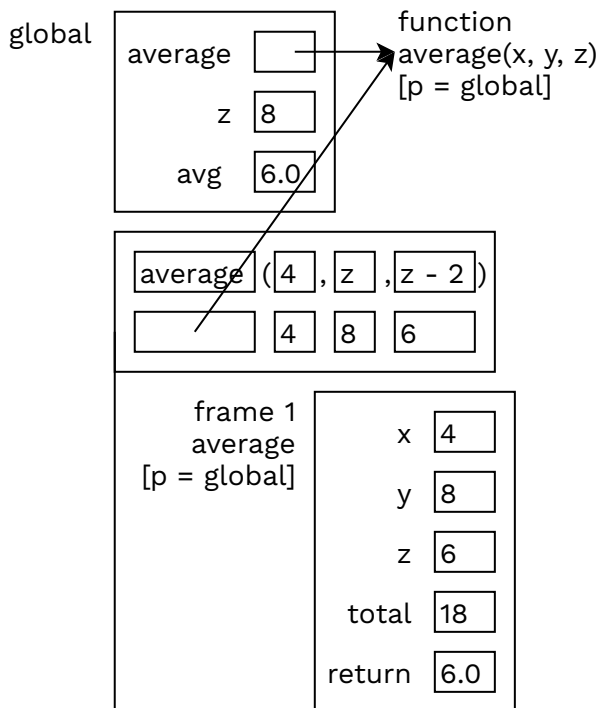 global
average
function
average(x, y, z)
[p = global]
z 8
avg 6.0
average ( 4 , z , z - 2 )
4 8 6
frame 1
average
[p = global]
x 4
y 8
z 6
total 18
return 6.0